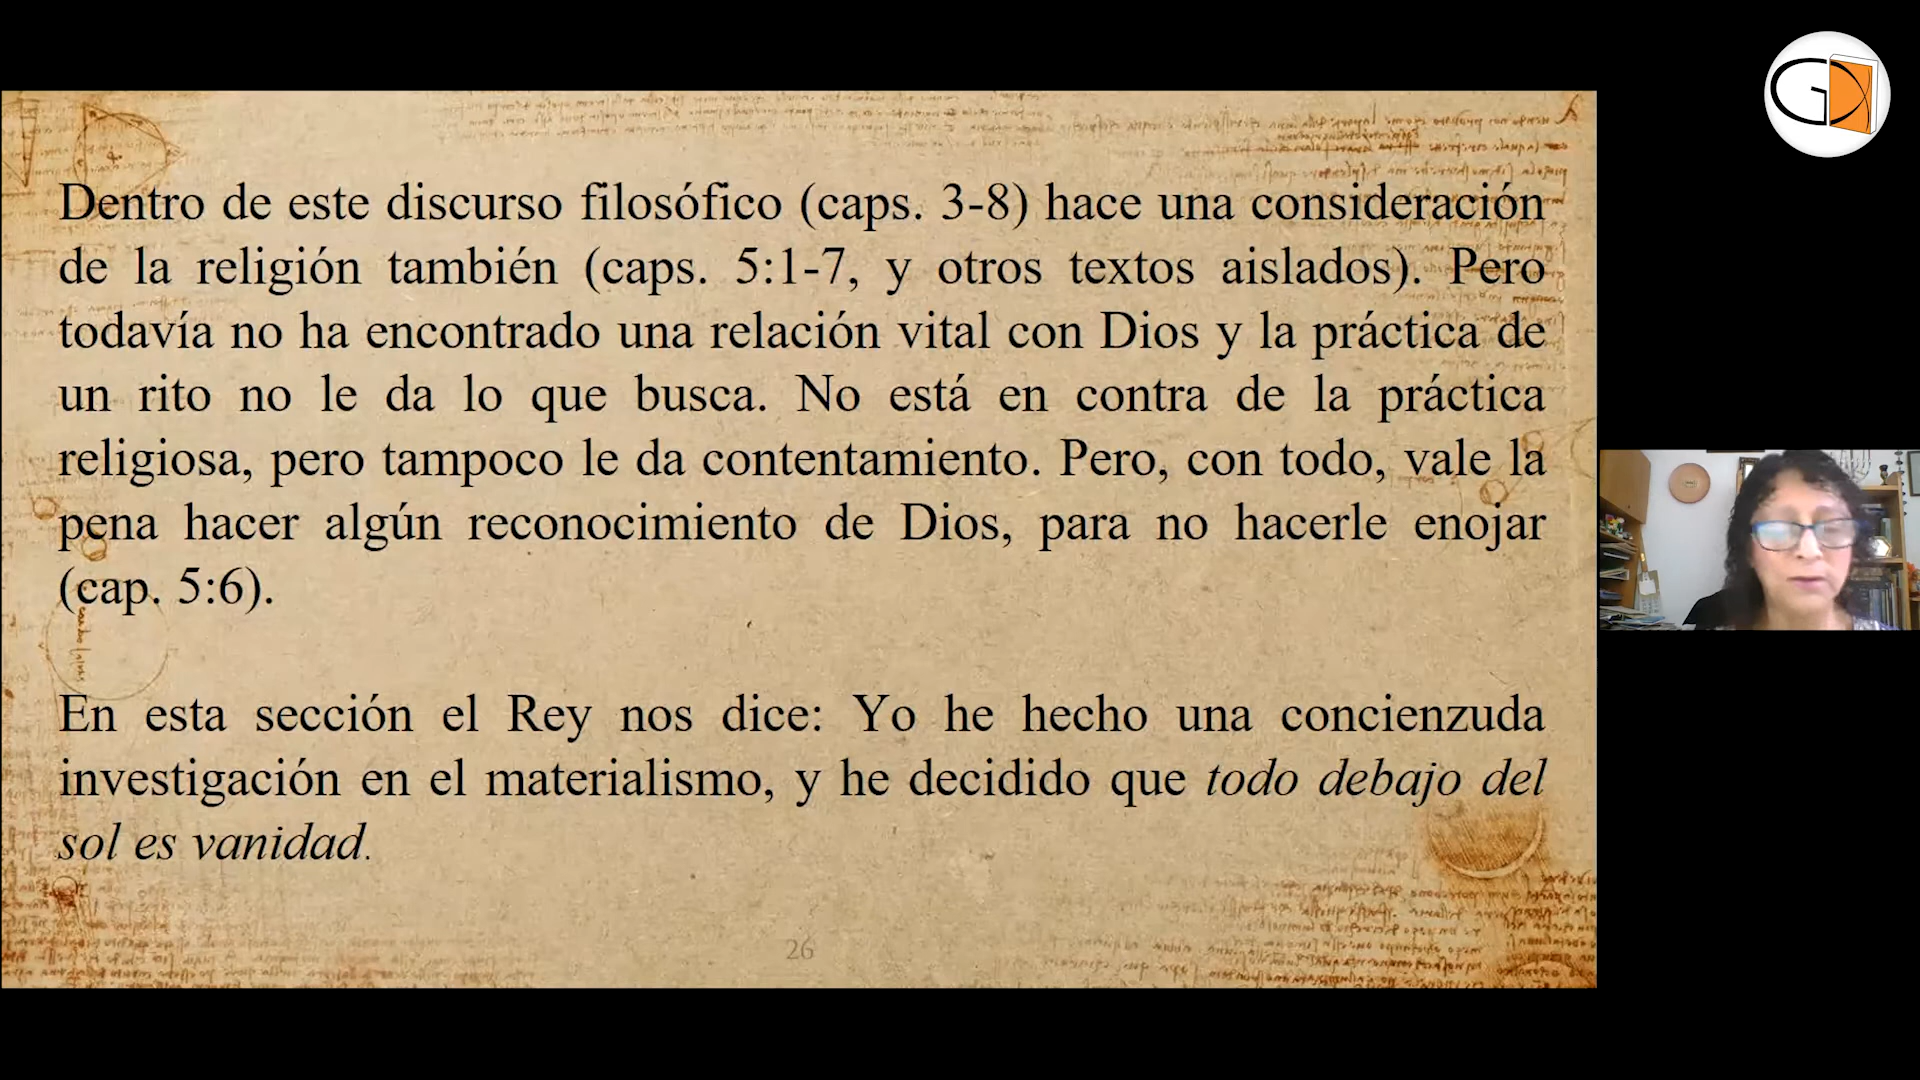 Dentro de este discurso filosófico (caps. 3-8) hace una consideración
de la religión también (caps. 5:1-7, y otros textos aislados). Pero
todavía no ha encontrado una relación vital con Dios y la práctica de
un rito no le da lo que busca. No está en contra de la práctica
religiosa, pero tampoco le da contentamiento. Pero, con todo, vale la
pena hacer algún reconocimiento de Dios, para no hacerle enojar
(cap. 5:6).
En esta sección el Rey nos dice: Yo he hecho una concienzuda
investigación en el materialismo, y he decidido que todo debajo del
sol es vanidad.
26